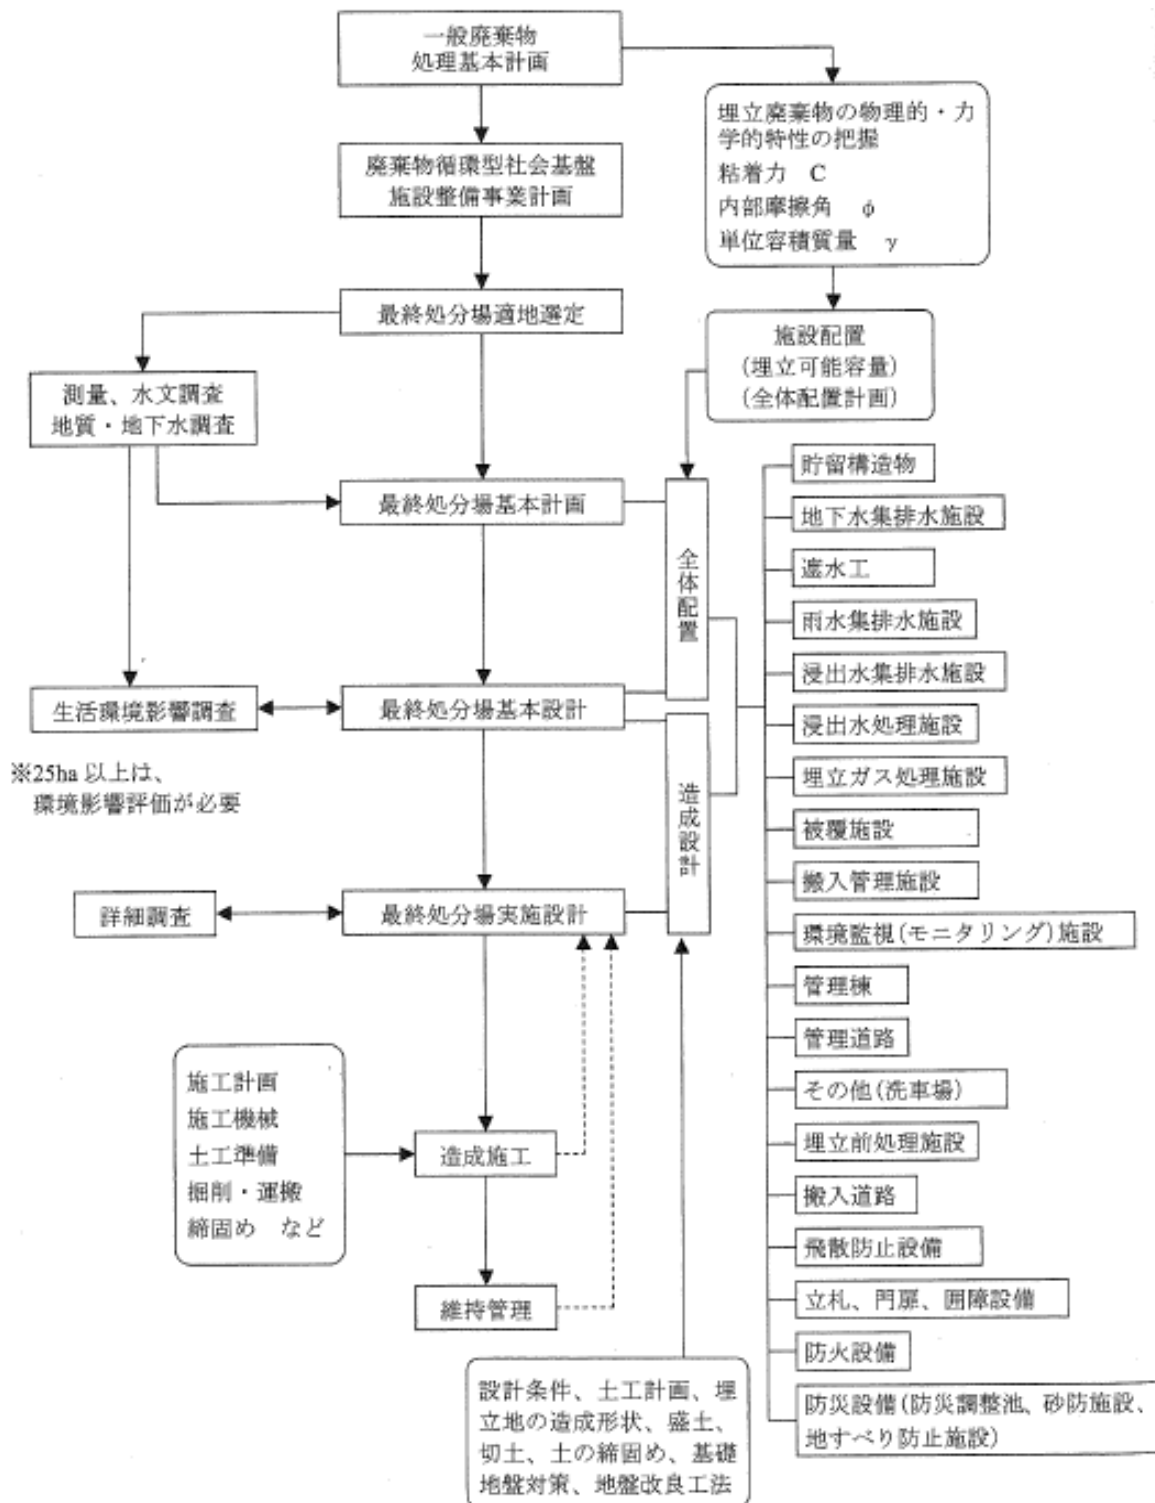 一般廃棄物
処理基本計画
埋立廃棄物の物理的・力
学的特性の把握
粘着力 C
内部摩擦角 φ
単位容積質量 γ
廃棄物循環型社会基盤
施設整備事業計画
最終処分場適地選定
施設配置
(埋立可能容量)
(全体配置計画)
測量、水文調査
地質・地下水調査
最終処分場基本計画
全体配置
生活環境影響調査
最終処分場基本設計
※25ha 以上は、
環境影響評価が必要
造成設計
詳細調査
最終処分場実施設計
施工計画
施工機械
土工準備
掘削・運搬
締固め など
造成施工
維持管理
設計条件、土工計画、埋
立地の造成形状、盛土、
切土、土の締固め、基礎
地盤対策、地盤改良工法
貯留構造物
地下水集排水施設
遮水工
雨水集排水施設
浸出水集排水施設
浸出水処理施設
埋立ガス処理施設
被覆施設
搬入管理施設
環境監視(モニタリング)施設
管理棟
管理道路
その他(洗車場)
埋立前処理施設
搬入道路
飛散防止設備
立札、門扉、囲障設備
防火設備
防災設備(防災調整池、砂防施設、
地すべり防止施設)